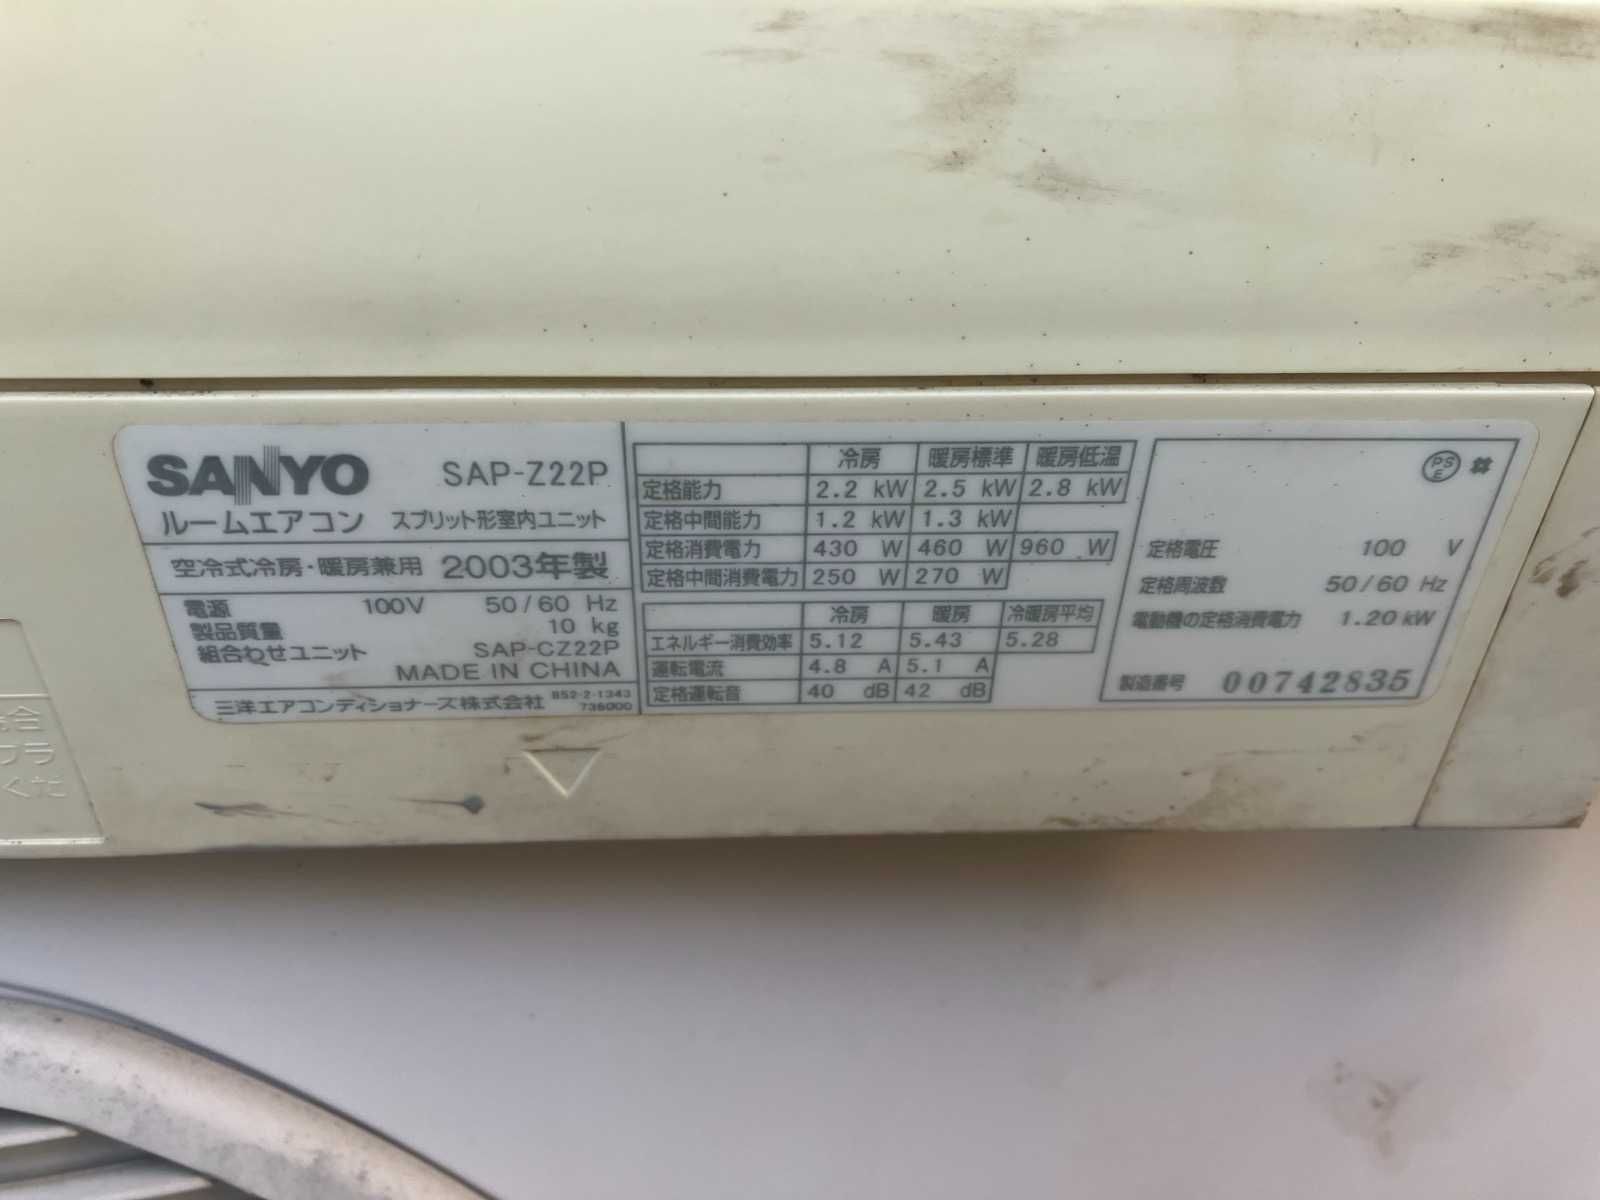 SANYO SAP-Z22P
ルームエアコン スプリット形室内ユニット
空冷式冷房・暖房兼用 2003年製
電源 100V 50/60 Hz
製品質量 10 kg
組合わせユニット SAP-CZ22P
MADE IN CHINA
三洋エアコンディショナーズ株式会社 852-2-1343
736000
冷房 暖房標準 暖房低温
定格能力 2.2 kW 2.5 kW 2.8 kW
定格中間能力 1.2 kW 1.3 kW
定格消費電力 430 W 460 W 960 W
定格中間消費電力 250 W 270 W
冷房 暖房 冷暖房平均
エネルギー消費効率 5.12 5.43 5.28
運転電流 4.8 A 5.1 A
定格運転音 40 dB 42 dB
PS
E
定格電圧 100 V
定格周波数 50/60 Hz
電動機の定格消費電力 1.20 kW
製造番号 00742835
フラ
くだ